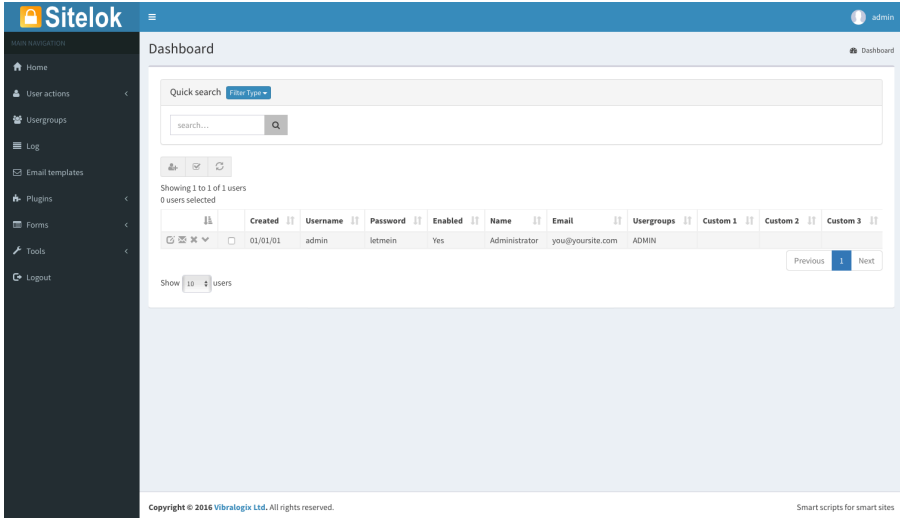 Sitelok
admin
MAIN NAVIGATION
Home
User actions
Usergroups
Log
Email templates
Plugins
Forms
Tools
Logout
Dashboard
Dashboard
Quick search Filter Type
search...
Showing 1 to 1 of 1 users
0 users selected
Created Username Password Enabled Name Email Usergroups Custom 1 Custom 2 Custom 3
01/01/01 admin letmein Yes Administrator you@yoursite.com ADMIN
Previous 1 Next
Show 10 users
Copyright © 2016 Vibralogix Ltd. All rights reserved.
Smart scripts for smart sites